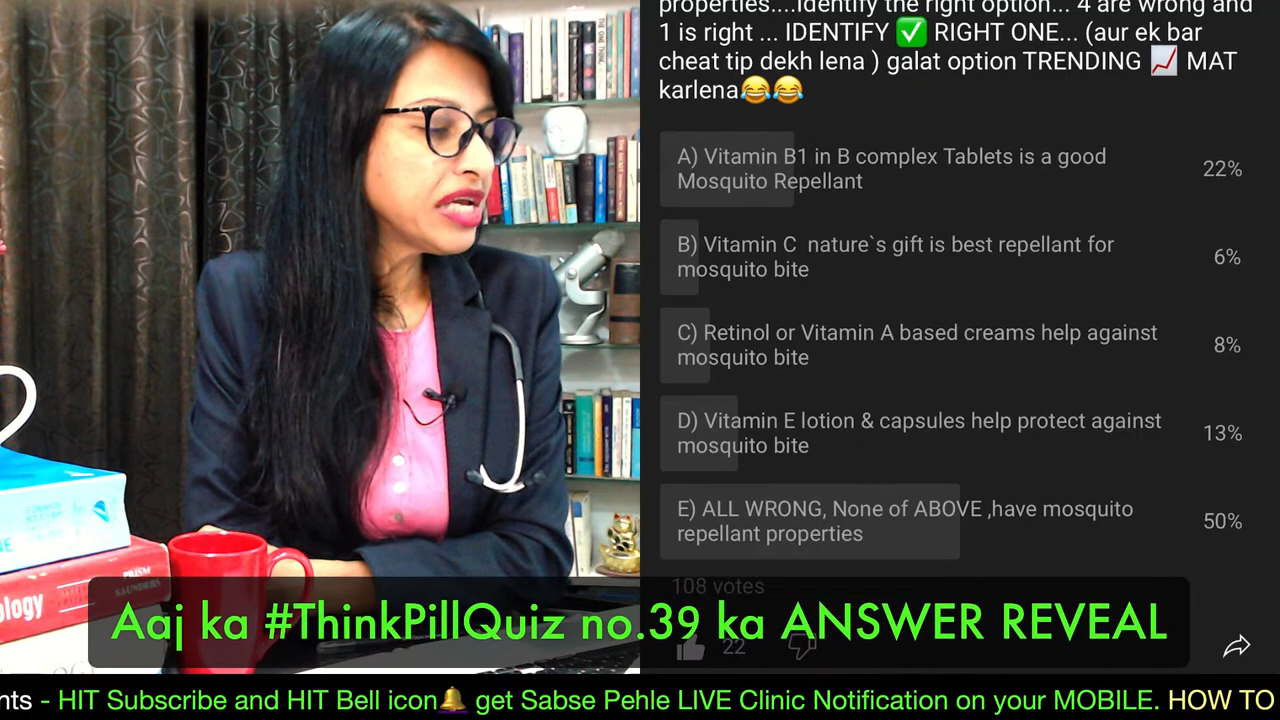 properties....Identify the right option... 4 are wrong and
1 is right ... IDENTIFY ✅ RIGHT ONE... (aur ek bar
cheat tip dekh lena ) galat option TRENDING 📈 MAT
karlena😂😂
A) Vitamin B1 in B complex Tablets is a good
Mosquito Repellant
22%
B) Vitamin C nature`s gift is best repellant for
mosquito bite
6%
C) Retinol or Vitamin A based creams help against
mosquito bite
8%
D) Vitamin E lotion & capsules help protect against
mosquito bite
13%
E) ALL WRONG, None of ABOVE ,have mosquito
repellant properties
50%
108 votes
22
PRISM
SAUNDERS
ology
Aaj ka #ThinkPillQuiz no.39 ka ANSWER REVEAL
nts - HIT Subscribe and HIT Bell icon🔔 get Sabse Pehle LIVE Clinic Notification on your MOBILE. HOW TO